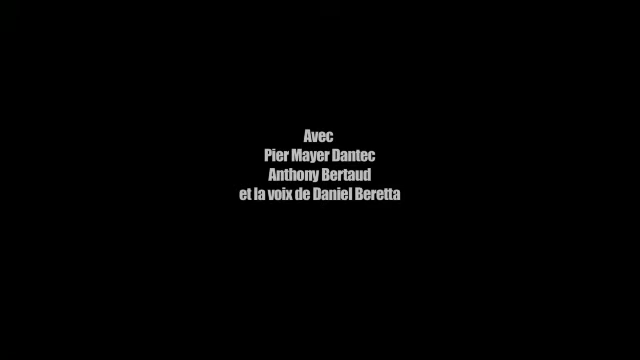 Avec
Pier Mayer Dantec
Anthony Bertaud
et la voix de Daniel Beretta